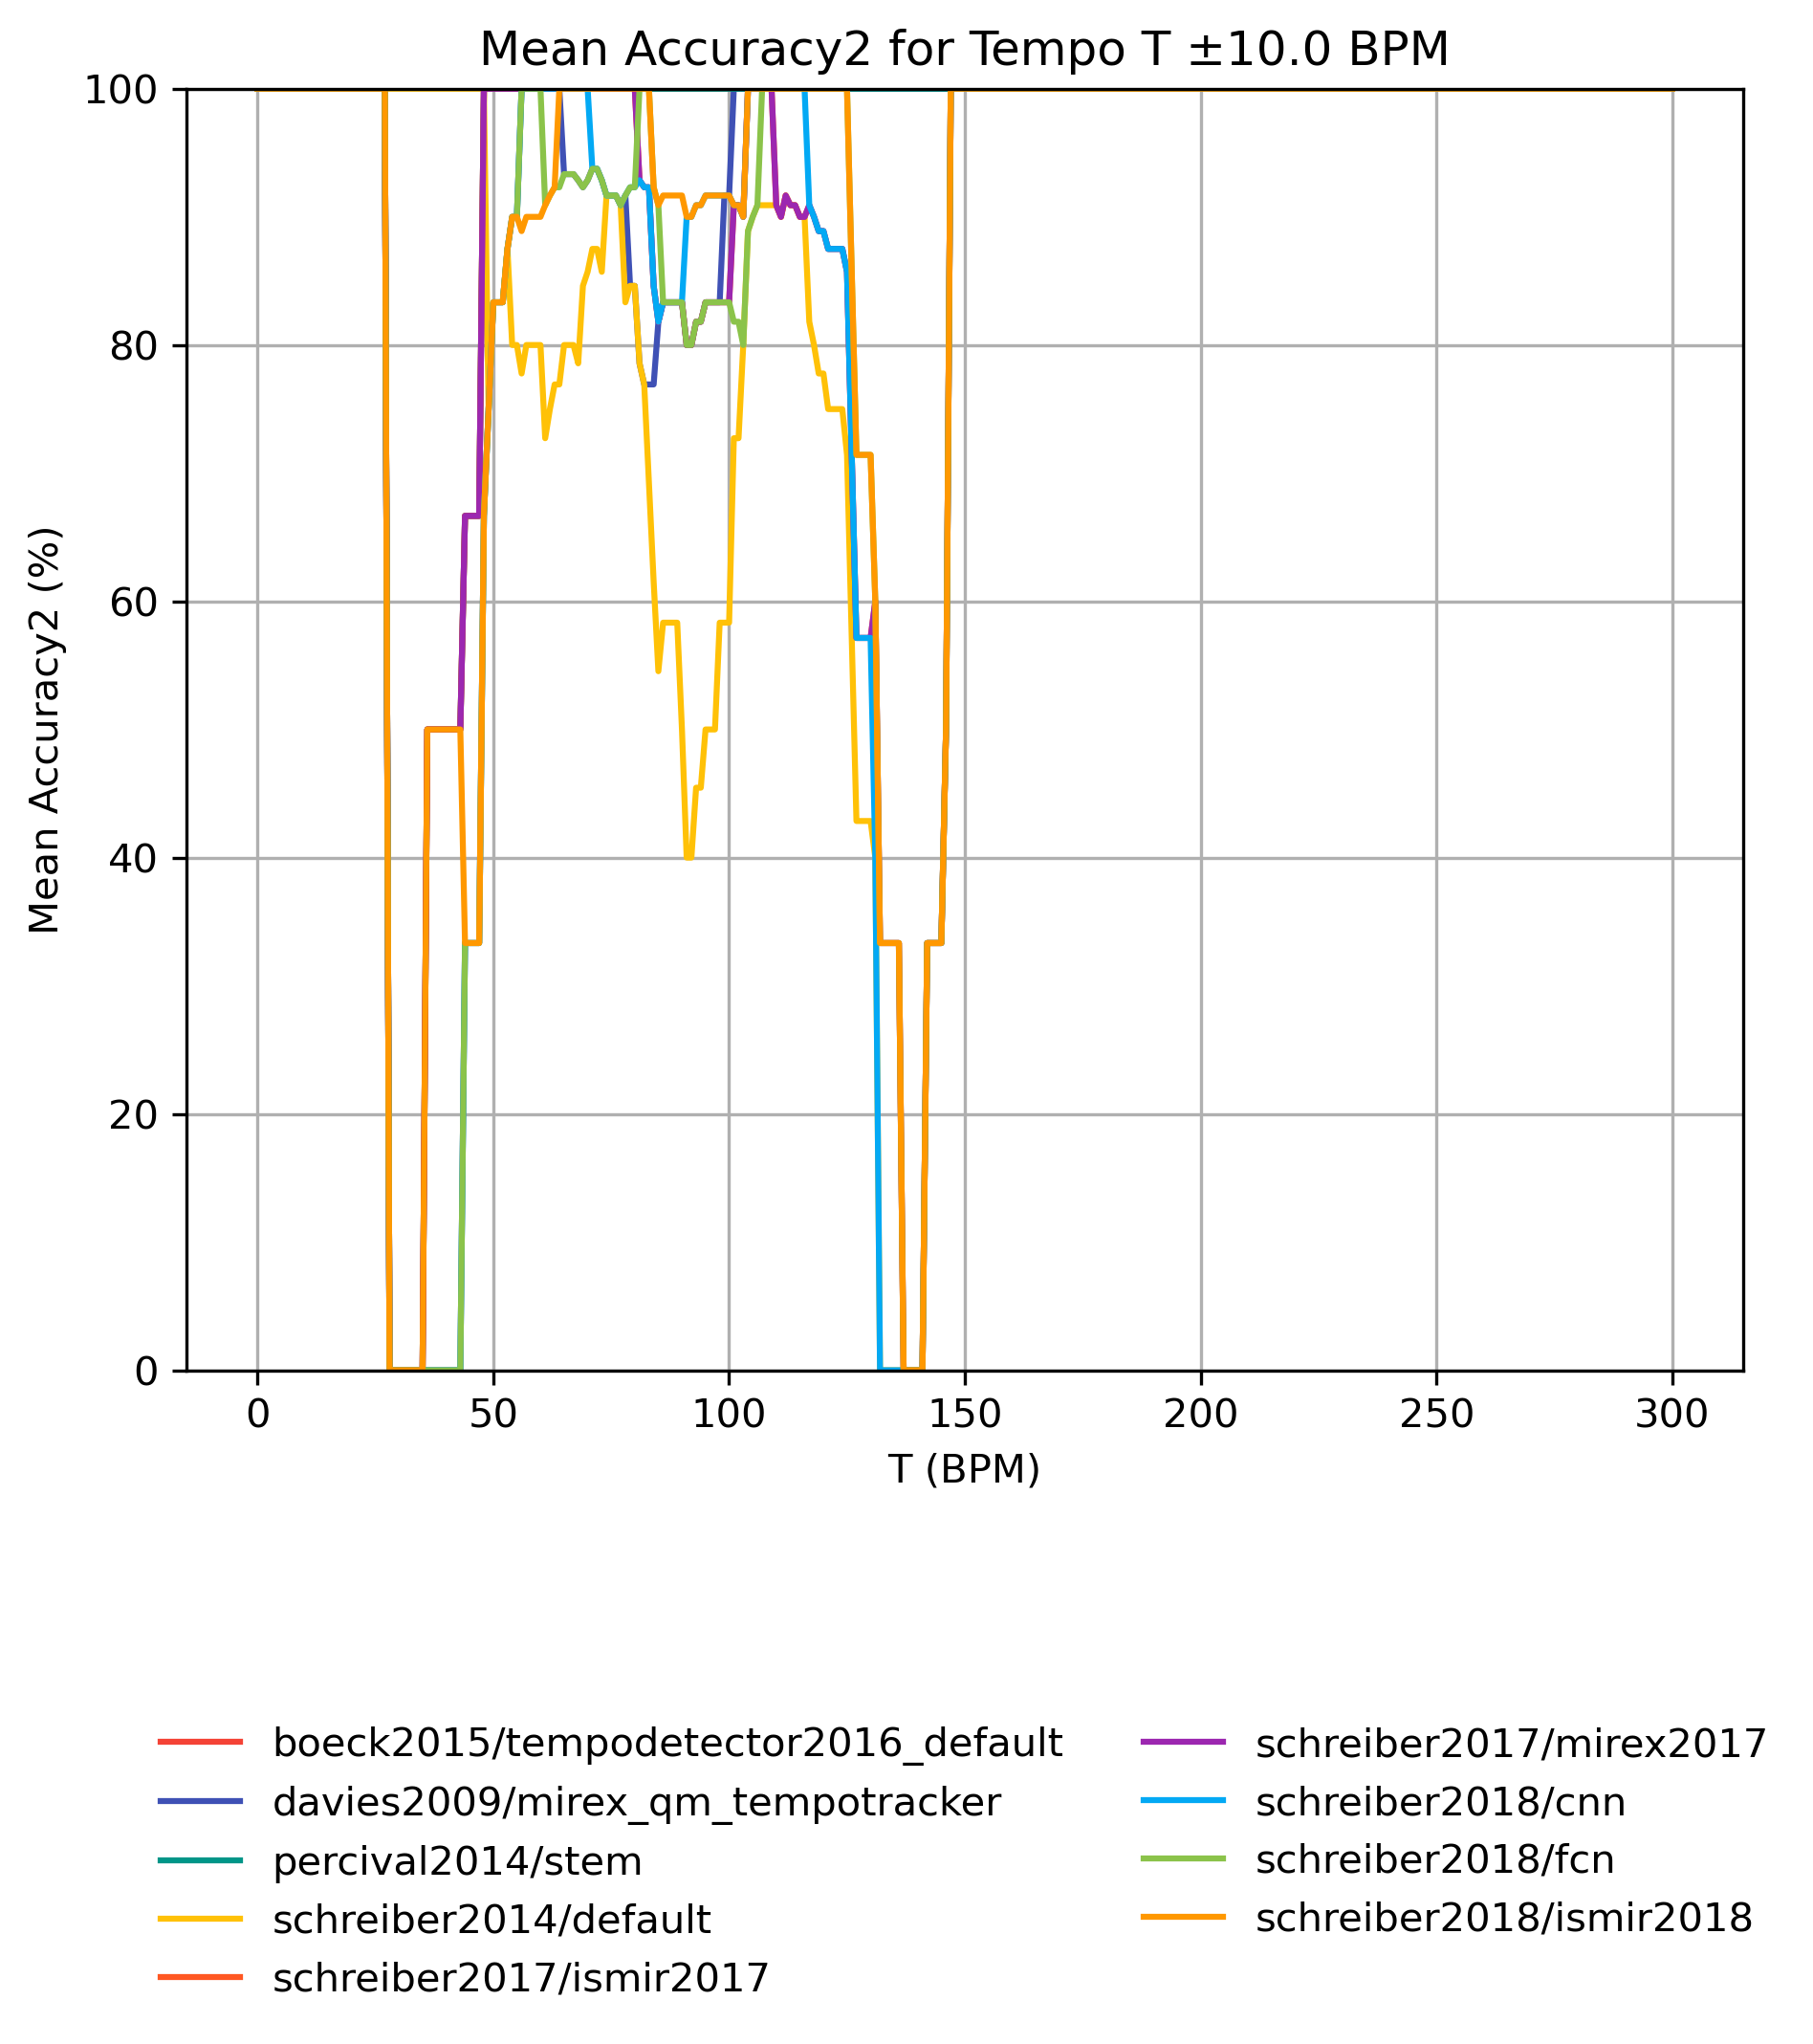 Mean Accuracy2 for Tempo T ±10.0 BPM
100
80
60
40
20
0
Mean Accuracy2 (%)
0 50 100 150 200 250 300
T (BPM)
boeck2015/tempodetector2016_default
davies2009/mirex_qm_tempotracker
percival2014/stem
schreiber2014/default
schreiber2017/ismir2017
schreiber2017/mirex2017
schreiber2018/cnn
schreiber2018/fcn
schreiber2018/ismir2018